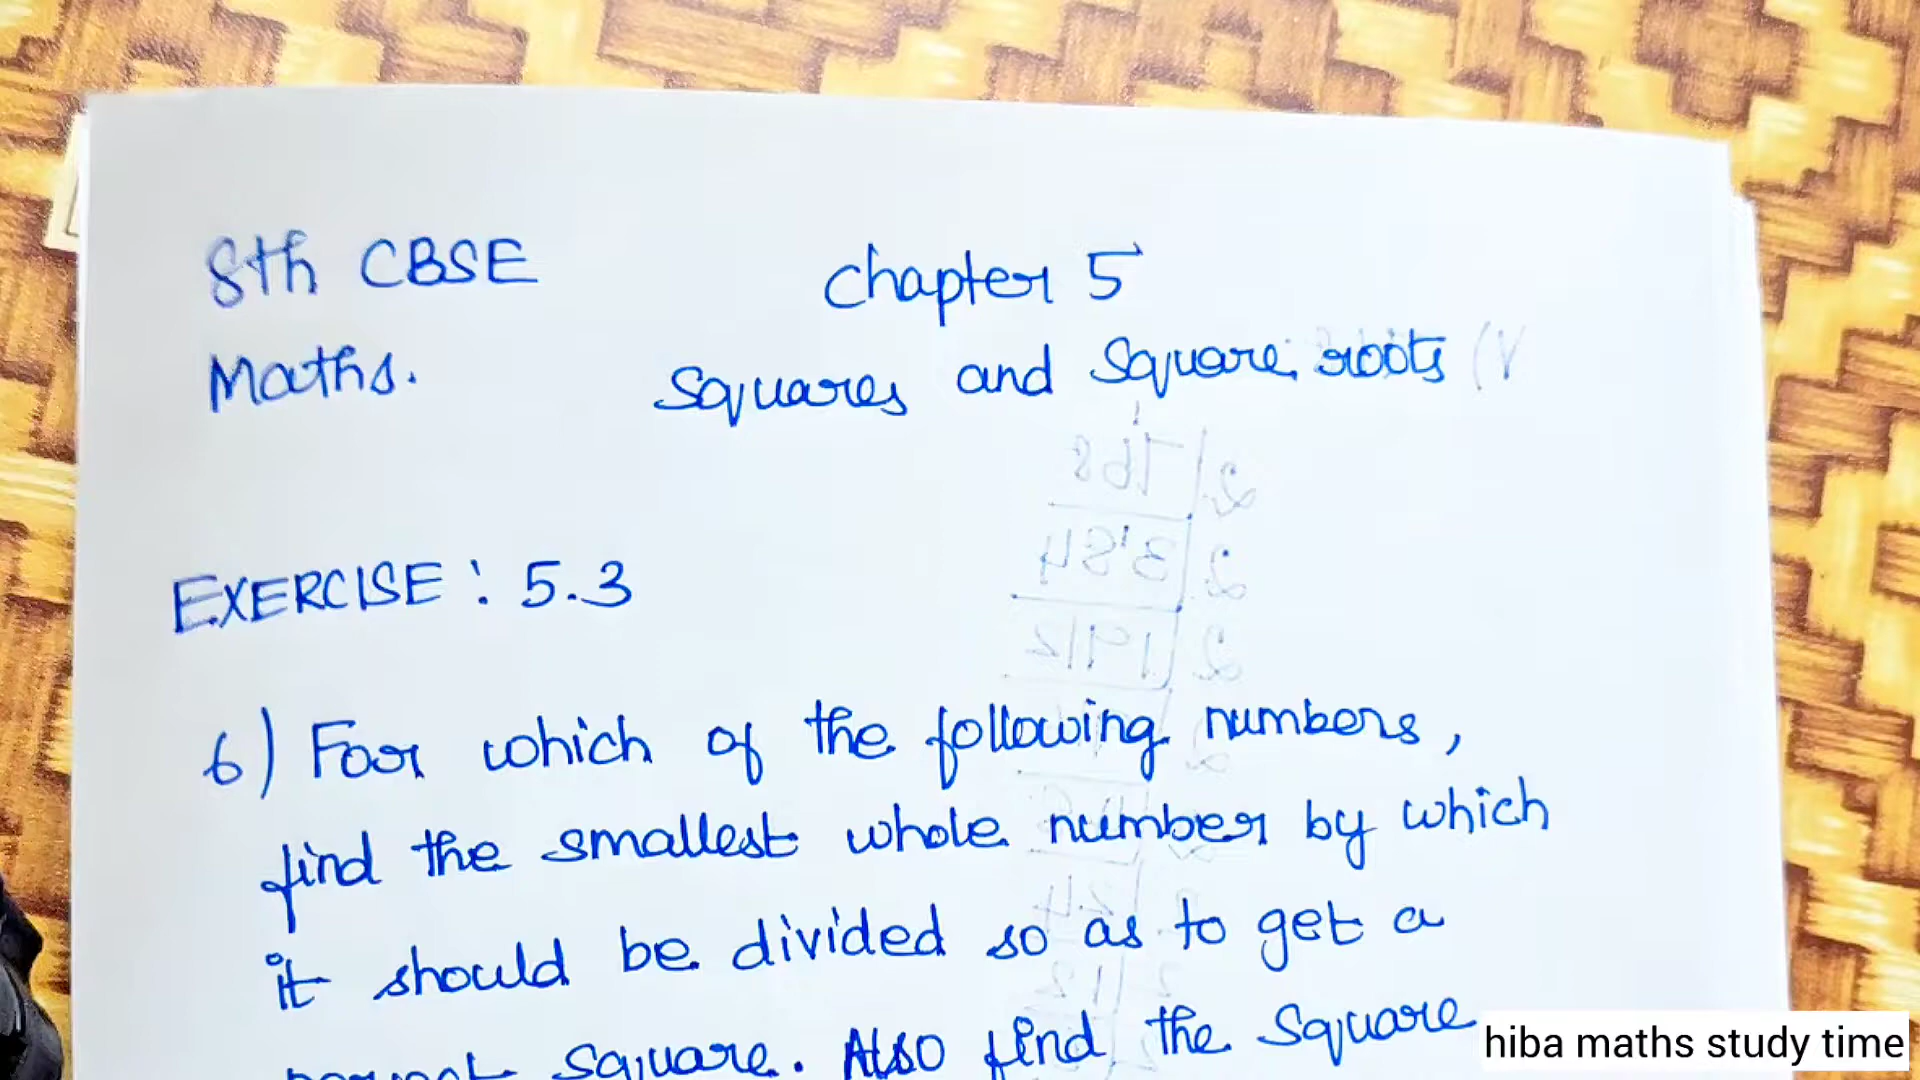 8th CBSE
Maths.
Chapter 5
Squares and Square roots
EXERCISE : 5.3
6) For which of the following numbers,
find the smallest whole number by which
it should be divided so as to get a
square. Also find the Square
hiba maths study time